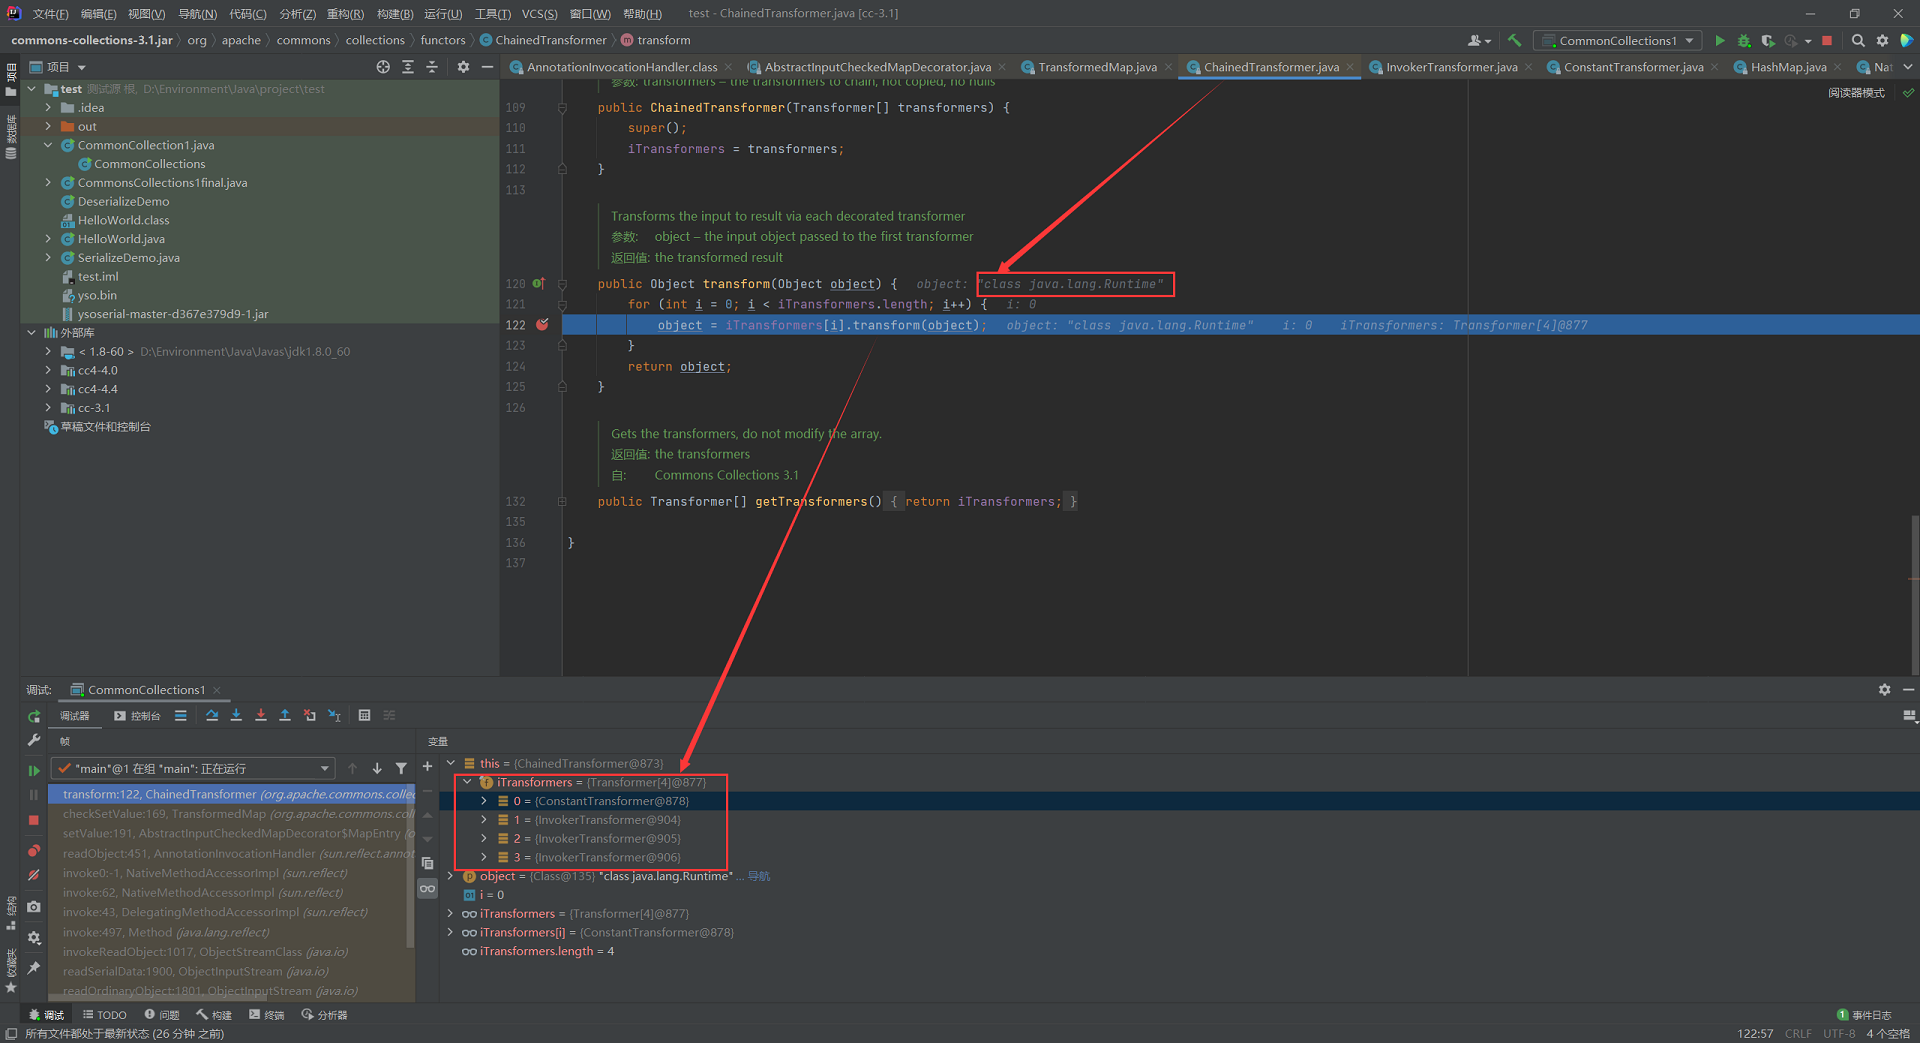 文件(F) 编辑(E) 视图(V) 导航(N) 代码(C) 分析(Z) 重构(R) 构建(B) 运行(U) 工具(T) VCS(S) 窗口(W) 帮助(H) test - ChainedTransformer.java [cc-3.1]
commons-collections-3.1.jar org apache commons collections functors ChainedTransformer transform CommonCollections1
项目
AnnotationInvocationHandler.class AbstractInputCheckedMapDecorator.java TransformedMap.java ChainedTransformer.java InvokerTransformer.java ConstantTransformer.java HashMap.java Nat
项目
数据库
test 测试源 根, D:\Environment\Java\project\test
.idea
out
CommonCollection1.java
CommonCollections
CommonsCollections1final.java
DeserializeDemo
HelloWorld.class
HelloWorld.java
SerializeDemo.java
test.iml
yso.bin
ysoserial-master-d367e379d9-1.jar
外部库
< 1.8-60 > D:\Environment\Java\Javas\jdk1.8.0_60
cc4-4.0
cc4-4.4
cc-3.1
草稿文件和控制台
阅读器模式
参数: transformers – the transformers to chain, not copied, no nulls
109 public ChainedTransformer(Transformer[] transformers) {
110 super();
111 iTransformers = transformers;
112 }
113
Transforms the input to result via each decorated transformer
参数: object – the input object passed to the first transformer
返回值: the transformed result
120 public Object transform(Object object) { object: "class java.lang.Runtime"
121 for (int i = 0; i < iTransformers.length; i++) { i: 0
122 object = iTransformers[i].transform(object); object: "class java.lang.Runtime" i: 0 iTransformers: Transformer[4]@877
123 }
124 return object;
125 }
126
Gets the transformers, do not modify the array.
返回值: the transformers
自: Commons Collections 3.1
132 public Transformer[] getTransformers() { return iTransformers; }
135
136 }
137
调试: CommonCollections1
调试器 控制台
帧
变量
"main"@1 在组 "main": 正在运行
transform:122, ChainedTransformer (org.apache.commons.collec
checkSetValue:169, TransformedMap (org.apache.commons.coll
setValue:191, AbstractInputCheckedMapDecorator$MapEntry (o
readObject:451, AnnotationInvocationHandler (sun.reflect.annot
invoke0:-1, NativeMethodAccessorImpl (sun.reflect)
invoke:62, NativeMethodAccessorImpl (sun.reflect)
invoke:43, DelegatingMethodAccessorImpl (sun.reflect)
invoke:497, Method (java.lang.reflect)
invokeReadObject:1017, ObjectStreamClass (java.io)
readSerialData:1900, ObjectInputStream (java.io)
readOrdinaryObject:1801, ObjectInputStream (java.io)
this = {ChainedTransformer@873}
iTransformers = {Transformer[4]@877}
0 = {ConstantTransformer@878}
1 = {InvokerTransformer@904}
2 = {InvokerTransformer@905}
3 = {InvokerTransformer@906}
object = {Class@135} "class java.lang.Runtime" ... 导航
i = 0
iTransformers = {Transformer[4]@877}
iTransformers[i] = {ConstantTransformer@878}
iTransformers.length = 4
结构
收藏夹
调试 TODO 问题 构建 终端 分析器 1 事件日志
所有文件都处于最新状态 (26 分钟 之前) 122:57 CRLF UTF-8 4 个空格